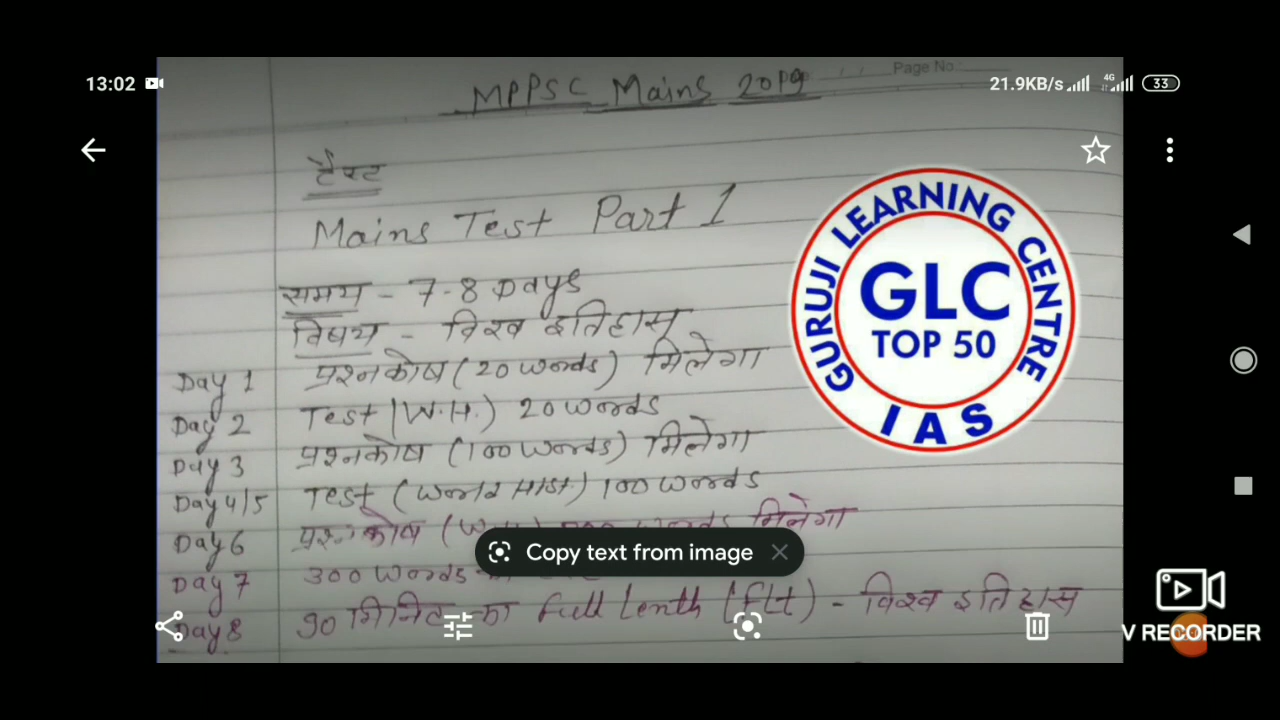 13:02
21.9KB/s 4G 33
Page No.
MPPSC Mains 2019
टैस्ट
Mains Test Part 1
समय - 7-8 Days
विषय - विश्व इतिहास
Day 1 प्रश्नकोष (20 words) मिलेगा
Day 2 Test (W.H.) 20 words
Day 3 प्रश्नकोष (100 words) मिलेगा
Day 4/5 Test (World Hist) 100 words
Day 6 प्रश्नकोष words मिलेगा
Day 7 300 words
Day 8 90 मिनिट का full Lenth (flt) - विश्व इतिहास
GURUJI LEARNING CENTRE
GLC
TOP 50
IAS
Copy text from image
V RECORDER